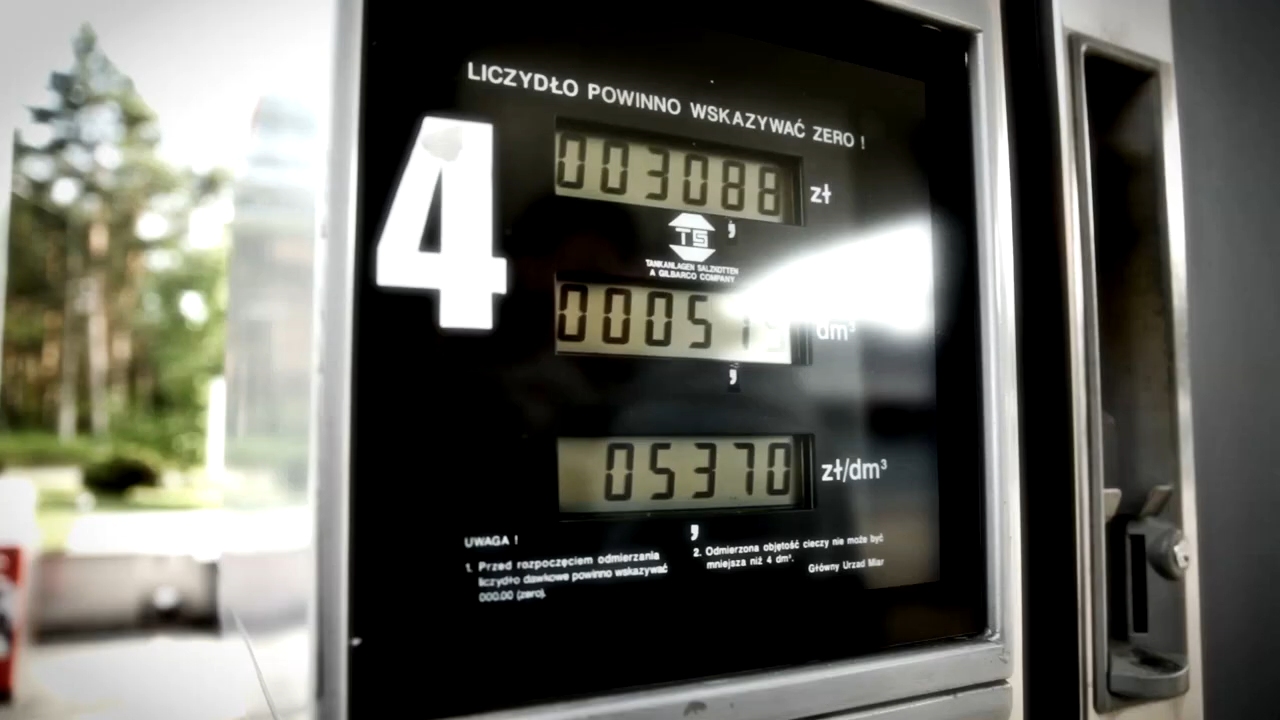 LICZYDŁO POWINNO WSKAZYWAĆ ZERO !
4
003088 zł
,
TS
TANKANLAGEN SALZKOTTEN
A GILBARCO COMPANY
000575 dm³
,
05370 zł/dm³
,
UWAGA !
1. Przed rozpoczęciem odmierzania
liczydło dawkowe powinno wskazywać
000.00 (zero).
2. Odmierzona objętość cieczy nie może być
mniejsza niż 4 dm³.
Główny Urzad Miar